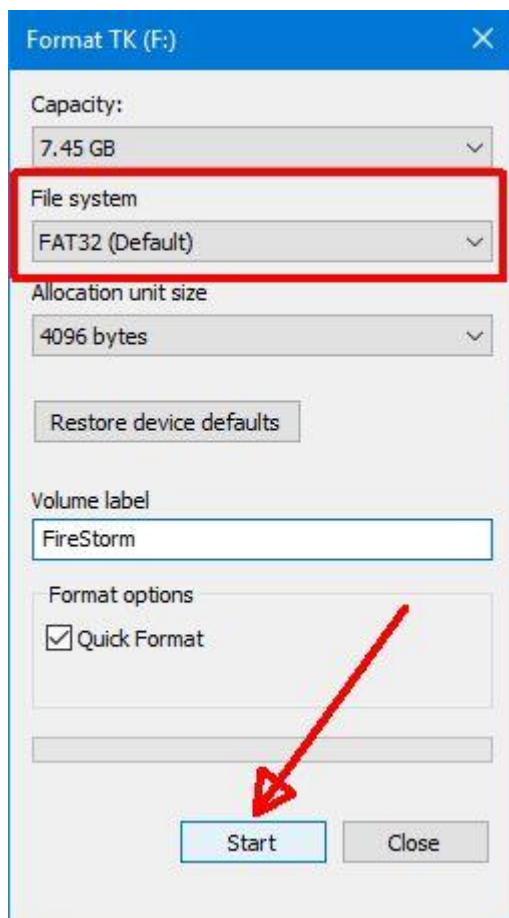 Format TK (F:)
Capacity:
7.45 GB
File system
FAT32 (Default)
Allocation unit size
4096 bytes
Restore device defaults
Volume label
FireStorm
Format options
Quick Format
Start Close